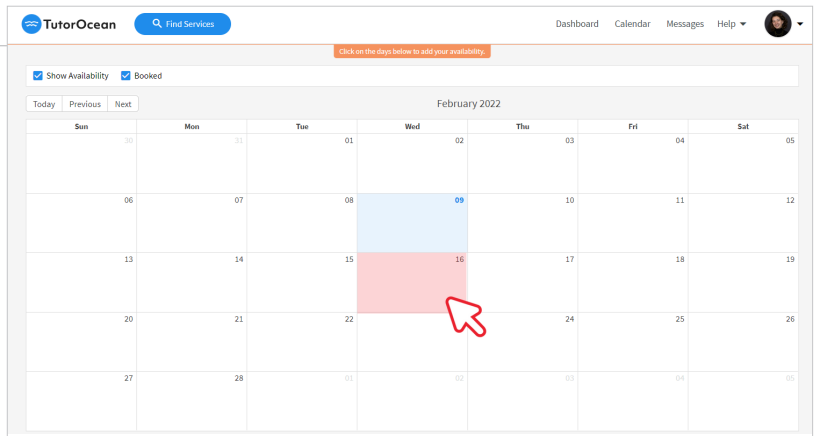 TutorOcean Find Services Dashboard Calendar Messages Help
Click on the days below to add your availability.
Show Availability Booked
Today Previous Next February 2022
Sun Mon Tue Wed Thu Fri Sat
30 31 01 02 03 04 05
06 07 08 09 10 11 12
13 14 15 16 17 18 19
20 21 22 24 25 26
27 28 01 02 03 04 05